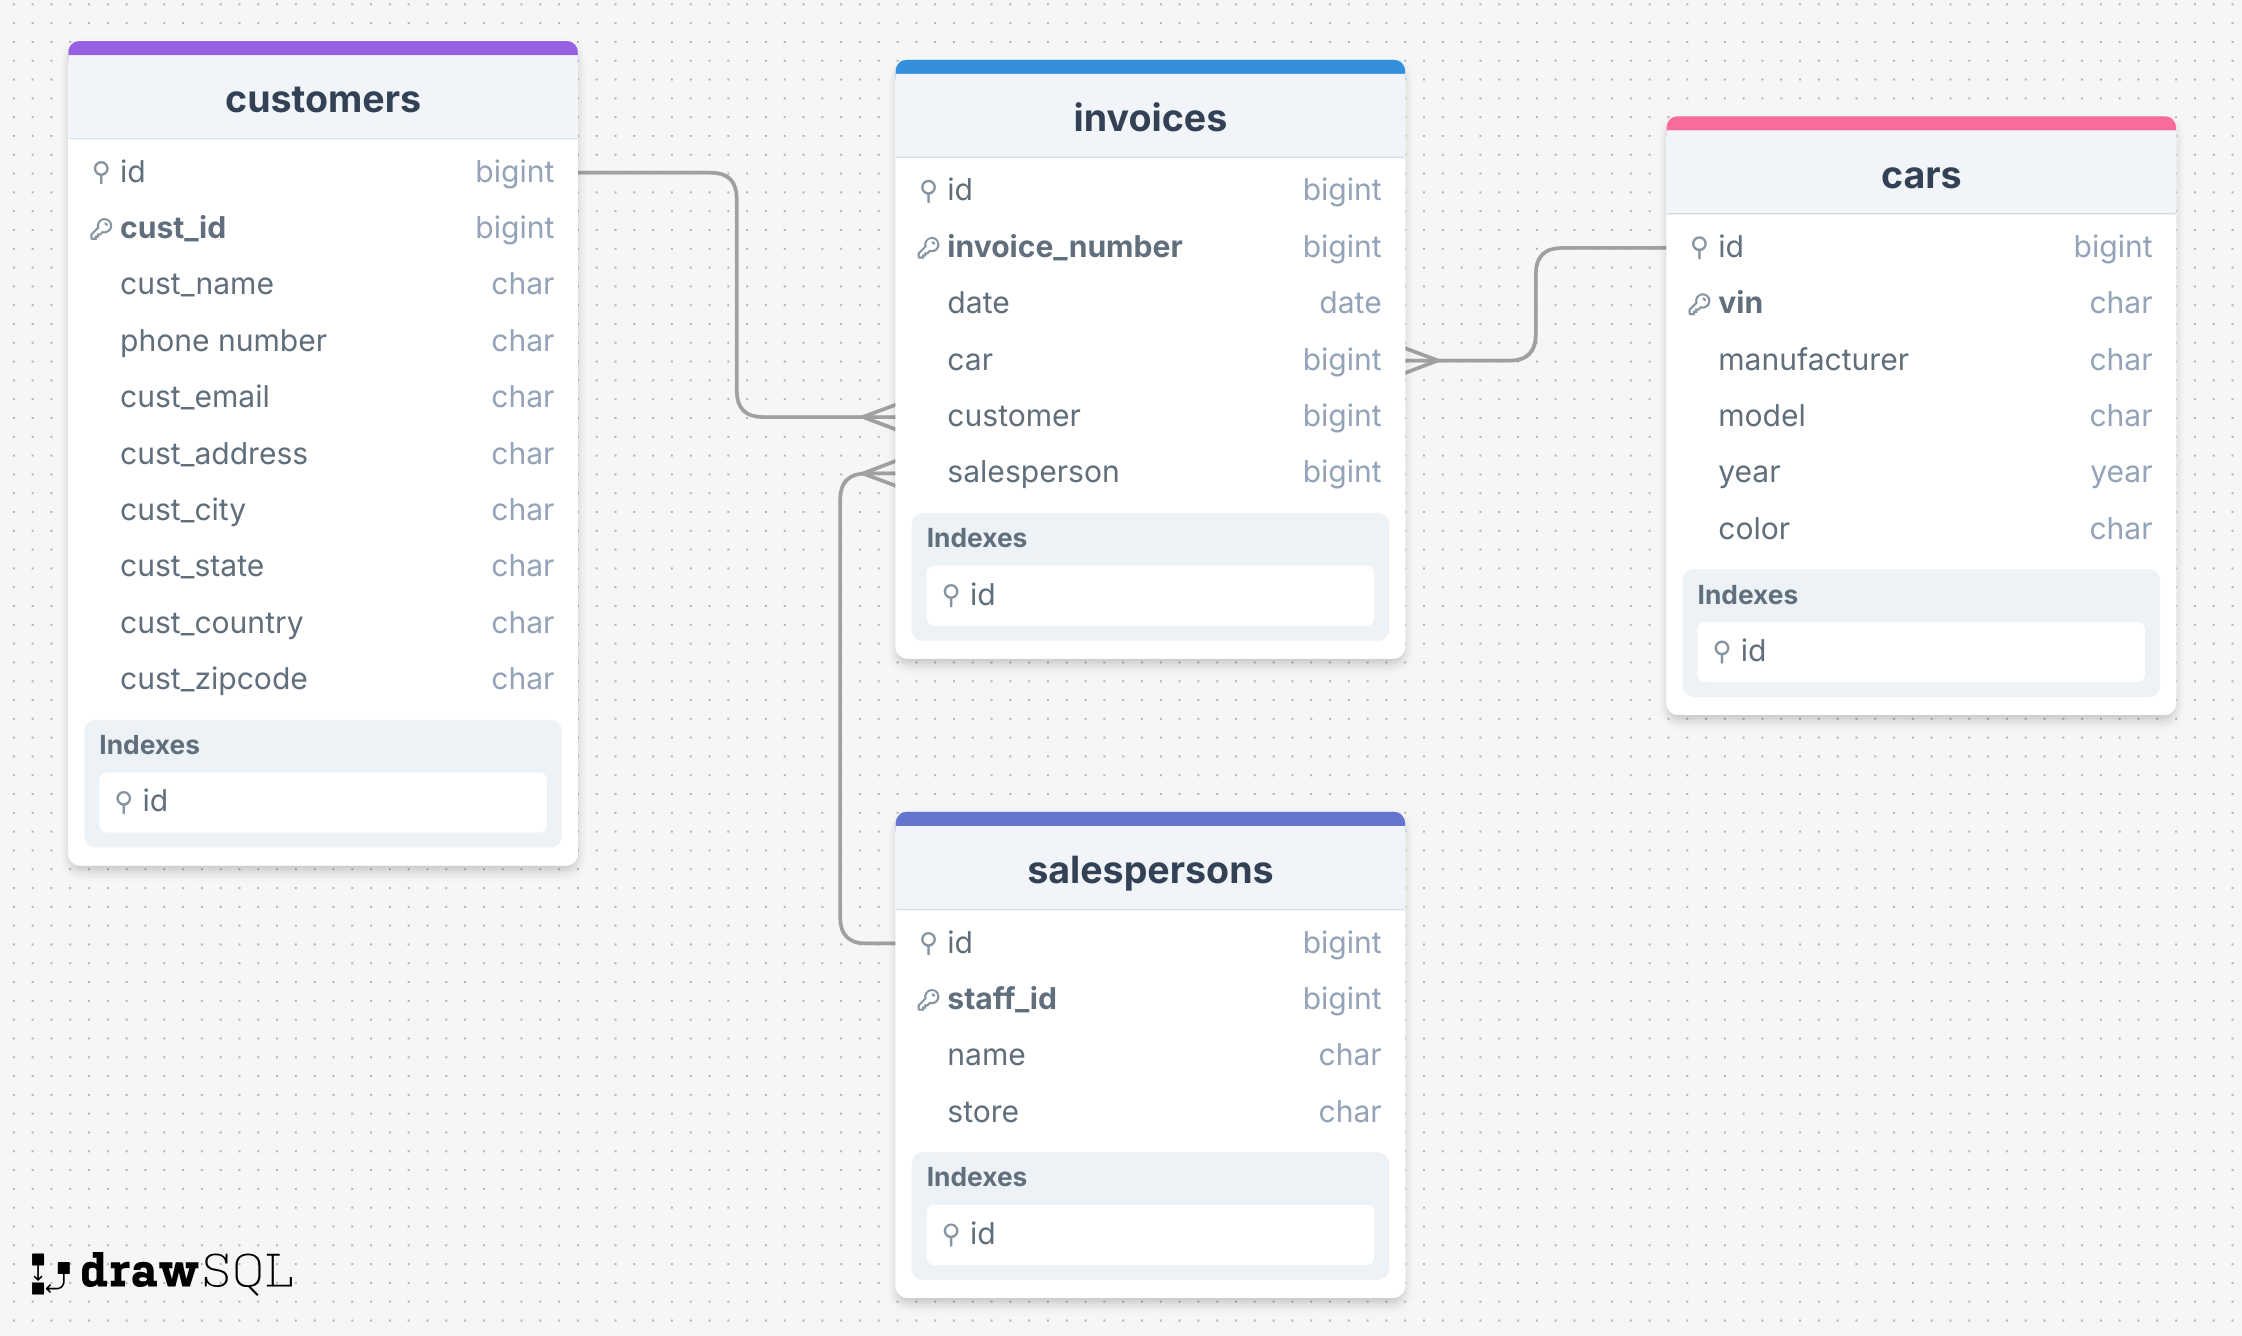 customers
id bigint
cust_id bigint
cust_name char
phone number char
cust_email char
cust_address char
cust_city char
cust_state char
cust_country char
cust_zipcode char
Indexes
id
invoices
id bigint
invoice_number bigint
date date
car bigint
customer bigint
salesperson bigint
Indexes
id
cars
id bigint
vin char
manufacturer char
model char
year year
color char
Indexes
id
salespersons
id bigint
staff_id bigint
name char
store char
Indexes
id
drawSQL